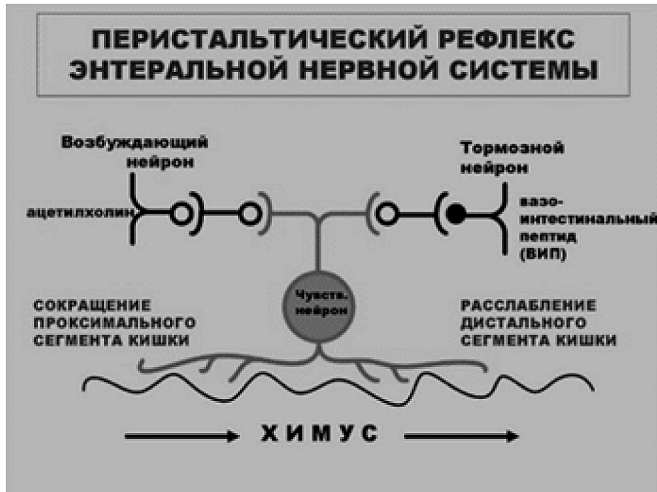 ПЕРИСТАЛЬТИЧЕСКИЙ РЕФЛЕКС
ЭНТЕРАЛЬНОЙ НЕРВНОЙ СИСТЕМЫ
Возбуждающий
нейрон
ацетилхолин
Тормозной
нейрон
вазо-
интестинальный
пептид
(ВИП)
Чувств.
нейрон
СОКРАЩЕНИЕ
ПРОКСИМАЛЬНОГО
СЕГМЕНТА КИШКИ
РАССЛАБЛЕНИЕ
ДИСТАЛЬНОГО
СЕГМЕНТА КИШКИ
ХИМУС